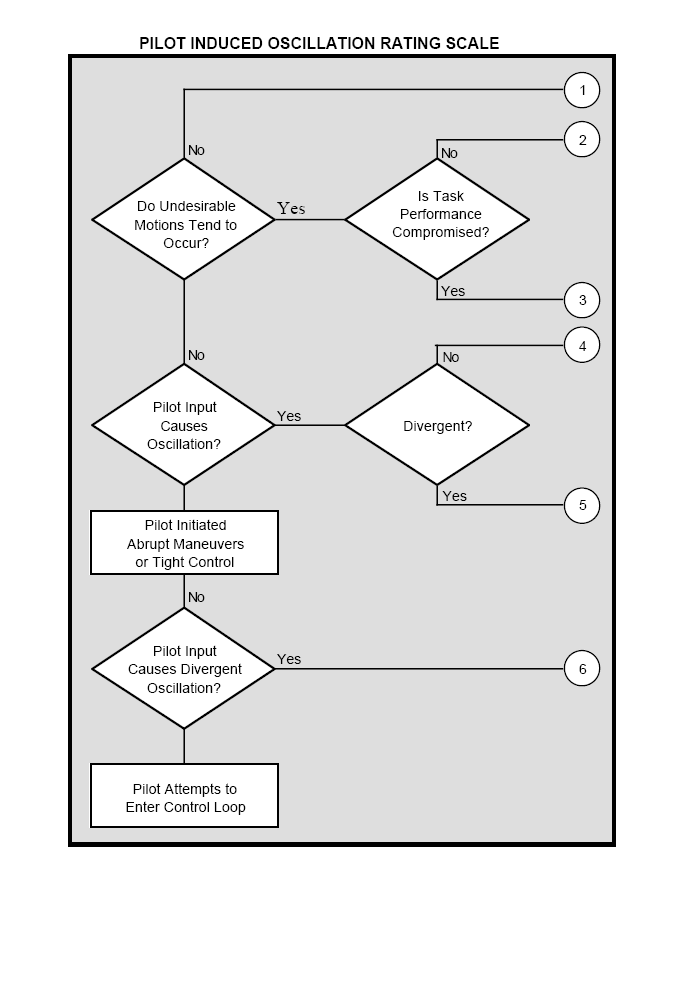 PILOT INDUCED OSCILLATION RATING SCALE
1
2
No
No
Do Undesirable
Motions Tend to
Occur?
Yes
Is Task
Performance
Compromised?
Yes
3
4
No
No
Pilot Input
Causes
Oscillation?
Yes
Divergent?
Yes
5
Pilot Initiated
Abrupt Maneuvers
or Tight Control
No
Pilot Input
Causes Divergent
Oscillation?
Yes
6
Pilot Attempts to
Enter Control Loop